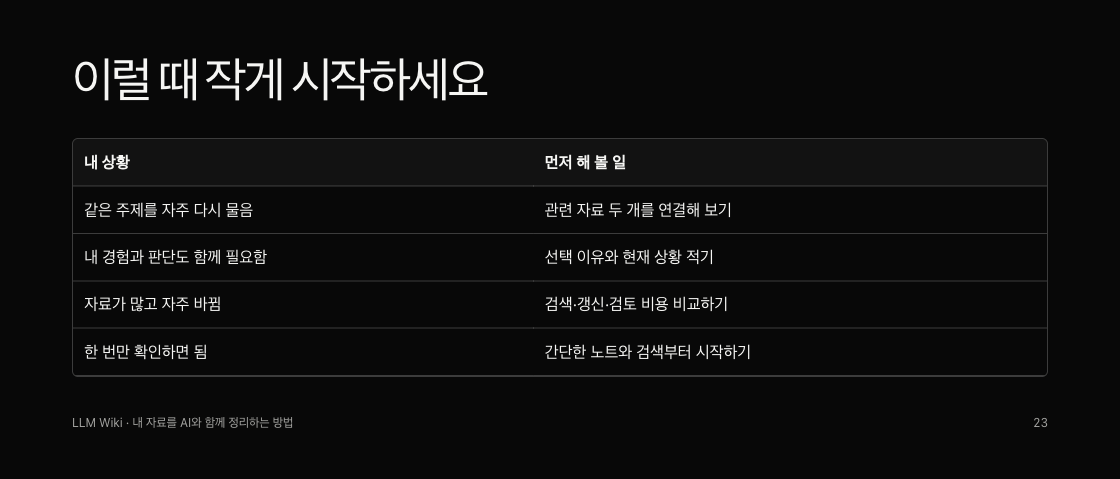 이럴 때 작게 시작하세요
내 상황 먼저 해 볼 일
같은 주제를 자주 다시 물음 관련 자료 두 개를 연결해 보기
내 경험과 판단도 함께 필요함 선택 이유와 현재 상황 적기
자료가 많고 자주 바뀜 검색·갱신·검토 비용 비교하기
한 번만 확인하면 됨 간단한 노트와 검색부터 시작하기
LLM Wiki · 내 자료를 AI와 함께 정리하는 방법 23